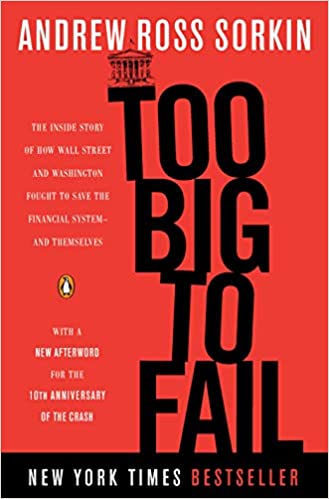 ANDREW ROSS SORKIN
TOO
BIG
TO
FAIL
THE INSIDE STORY
OF HOW WALL STREET
AND WASHINGTON
FOUGHT TO SAVE THE
FINANCIAL SYSTEM—
AND THEMSELVES
WITH A
NEW AFTERWORD
FOR THE
10TH ANNIVERSARY
OF THE CRASH
NEW YORK TIMES BESTSELLER